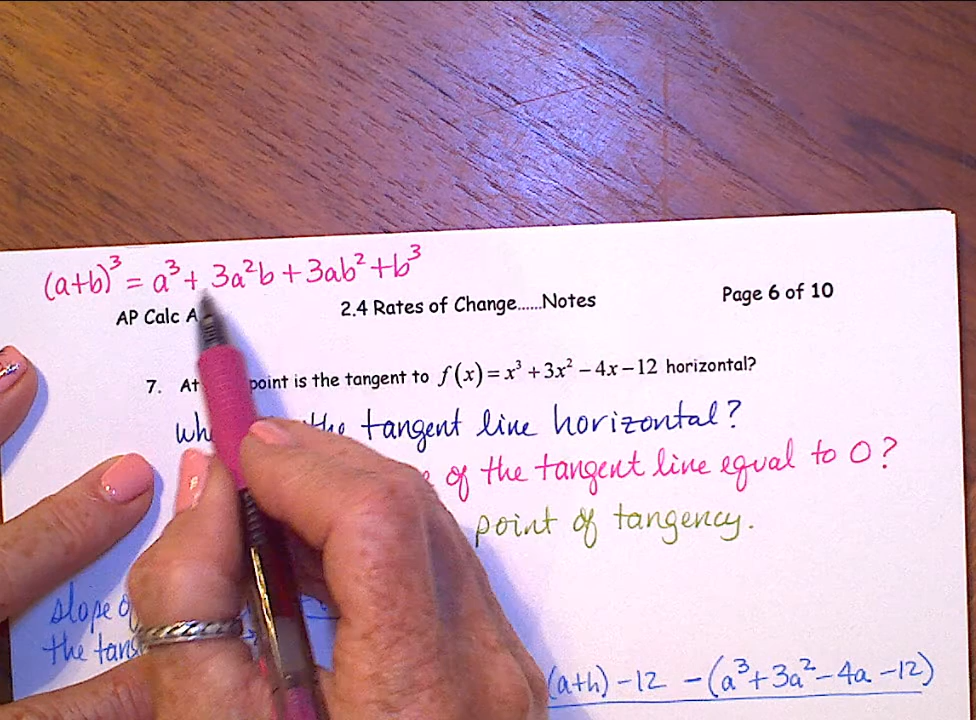 (a+b)³ = a³ + 3a²b + 3ab² + b³
AP Calc A 2.4 Rates of Change......Notes Page 6 of 10
7. At point is the tangent to f(x) = x³ + 3x² − 4x − 12 horizontal?
the tangent line horizontal?
of the tangent line equal to 0?
point of tangency.
slope of
the
(a+h) − 12 − (a³ + 3a² − 4a − 12)